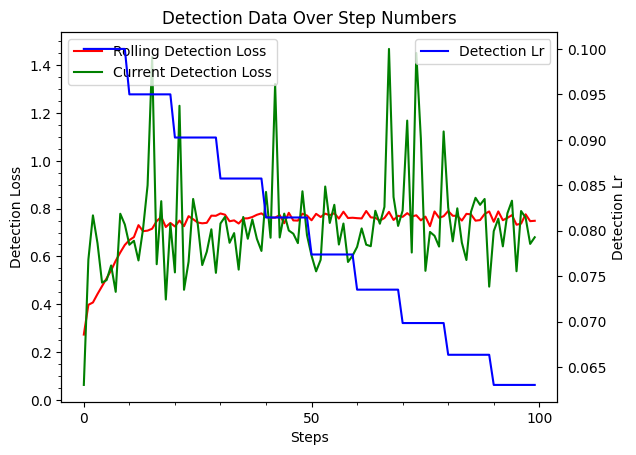 Detection Data Over Step Numbers
Rolling Detection Loss
Current Detection Loss
Detection Lr
1.4
1.2
1.0
0.8
0.6
0.4
0.2
0.0
Detection Loss
0.100
0.095
0.090
0.085
0.080
0.075
0.070
0.065
Detection Lr
0
50
100
Steps